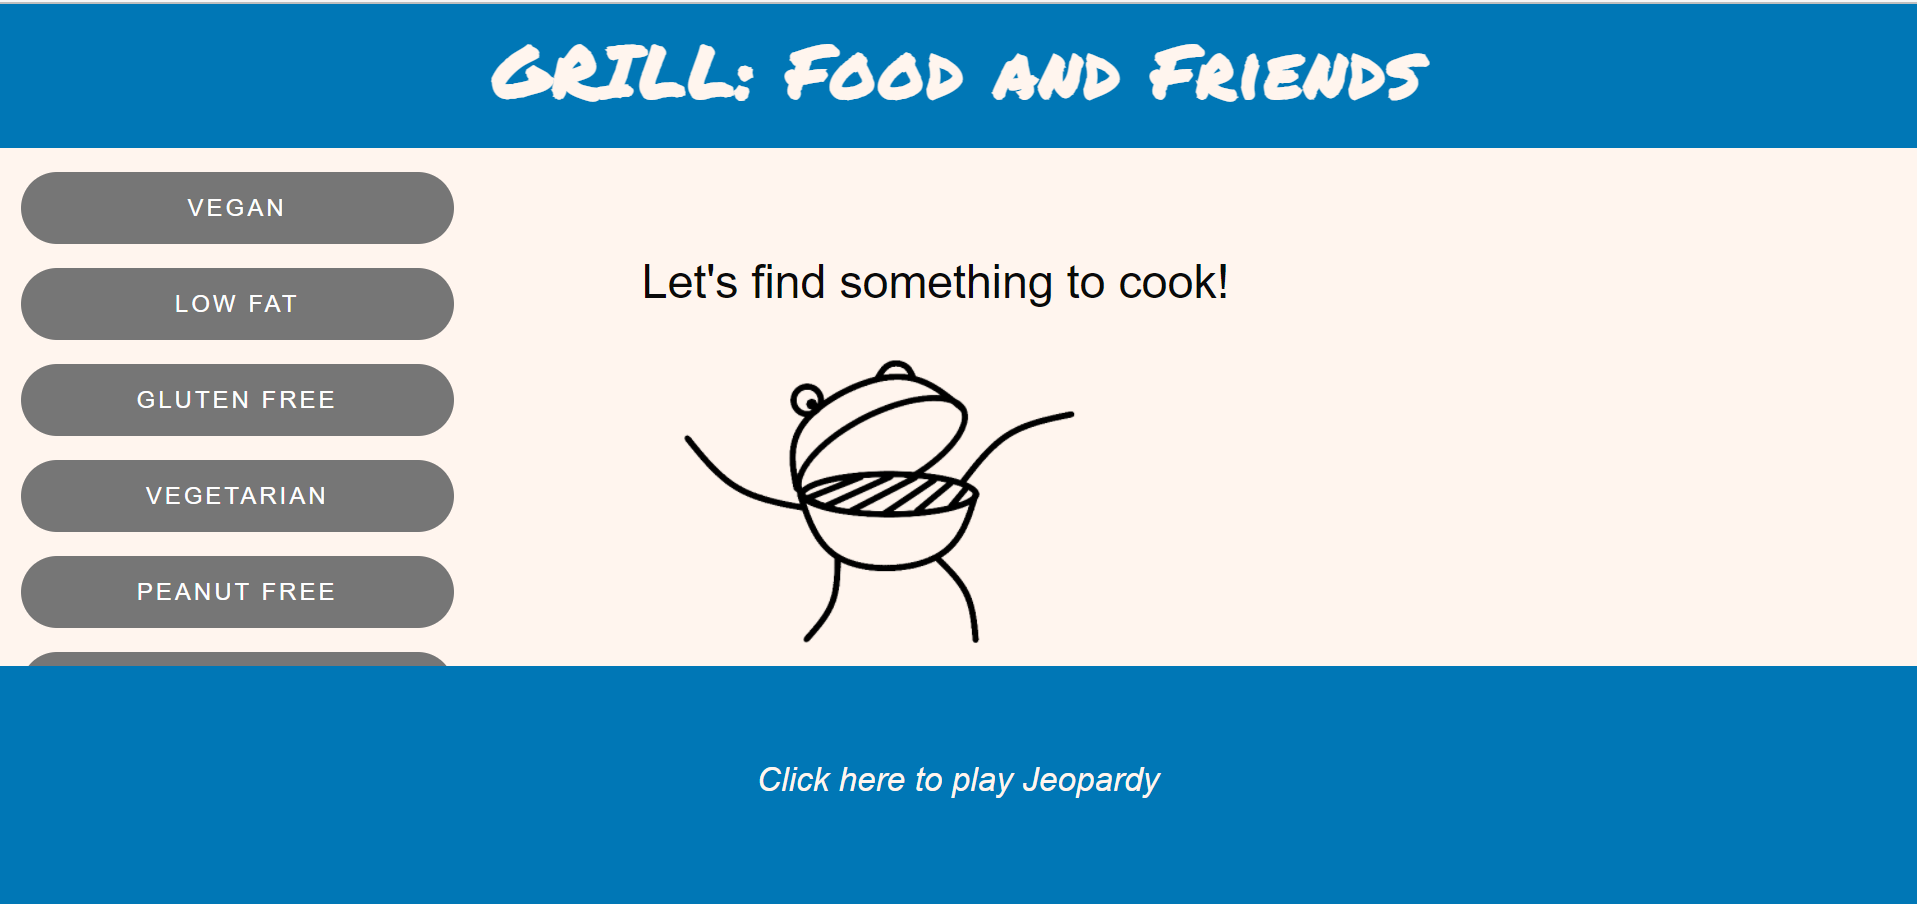 GRILL: Food and Friends
VEGAN
LOW FAT
GLUTEN FREE
VEGETARIAN
PEANUT FREE
Let's find something to cook!
Click here to play Jeopardy